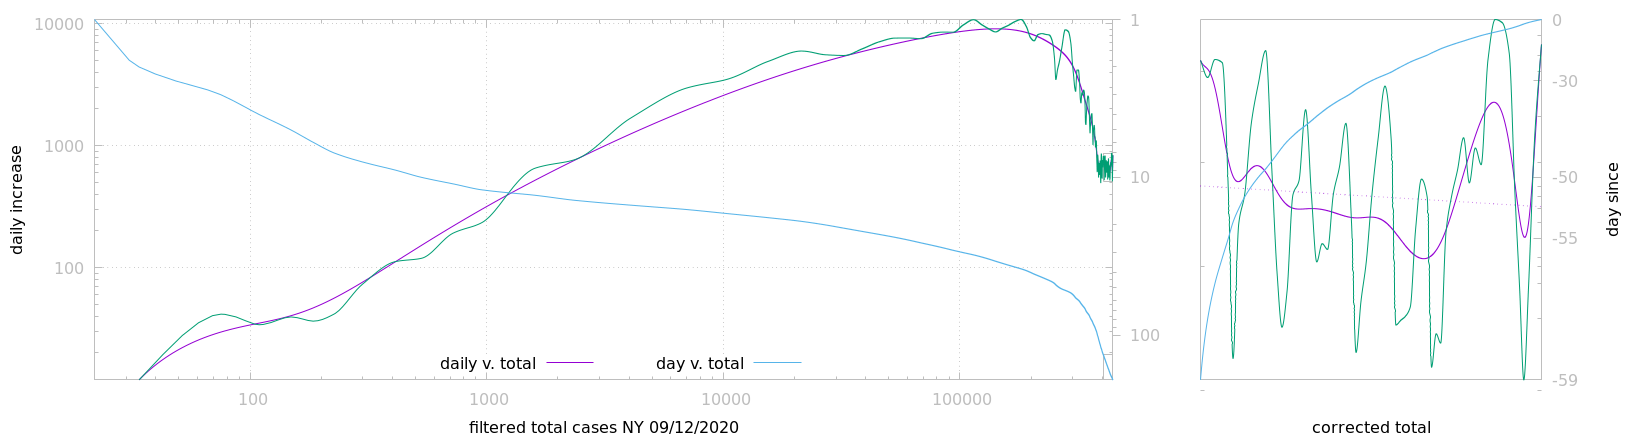 10000
1000
100
daily increase
100
1000
10000
100000
filtered total cases NY 09/12/2020
daily v. total
day v. total
1
10
100
0
-30
-50
-55
-59
day since
corrected total